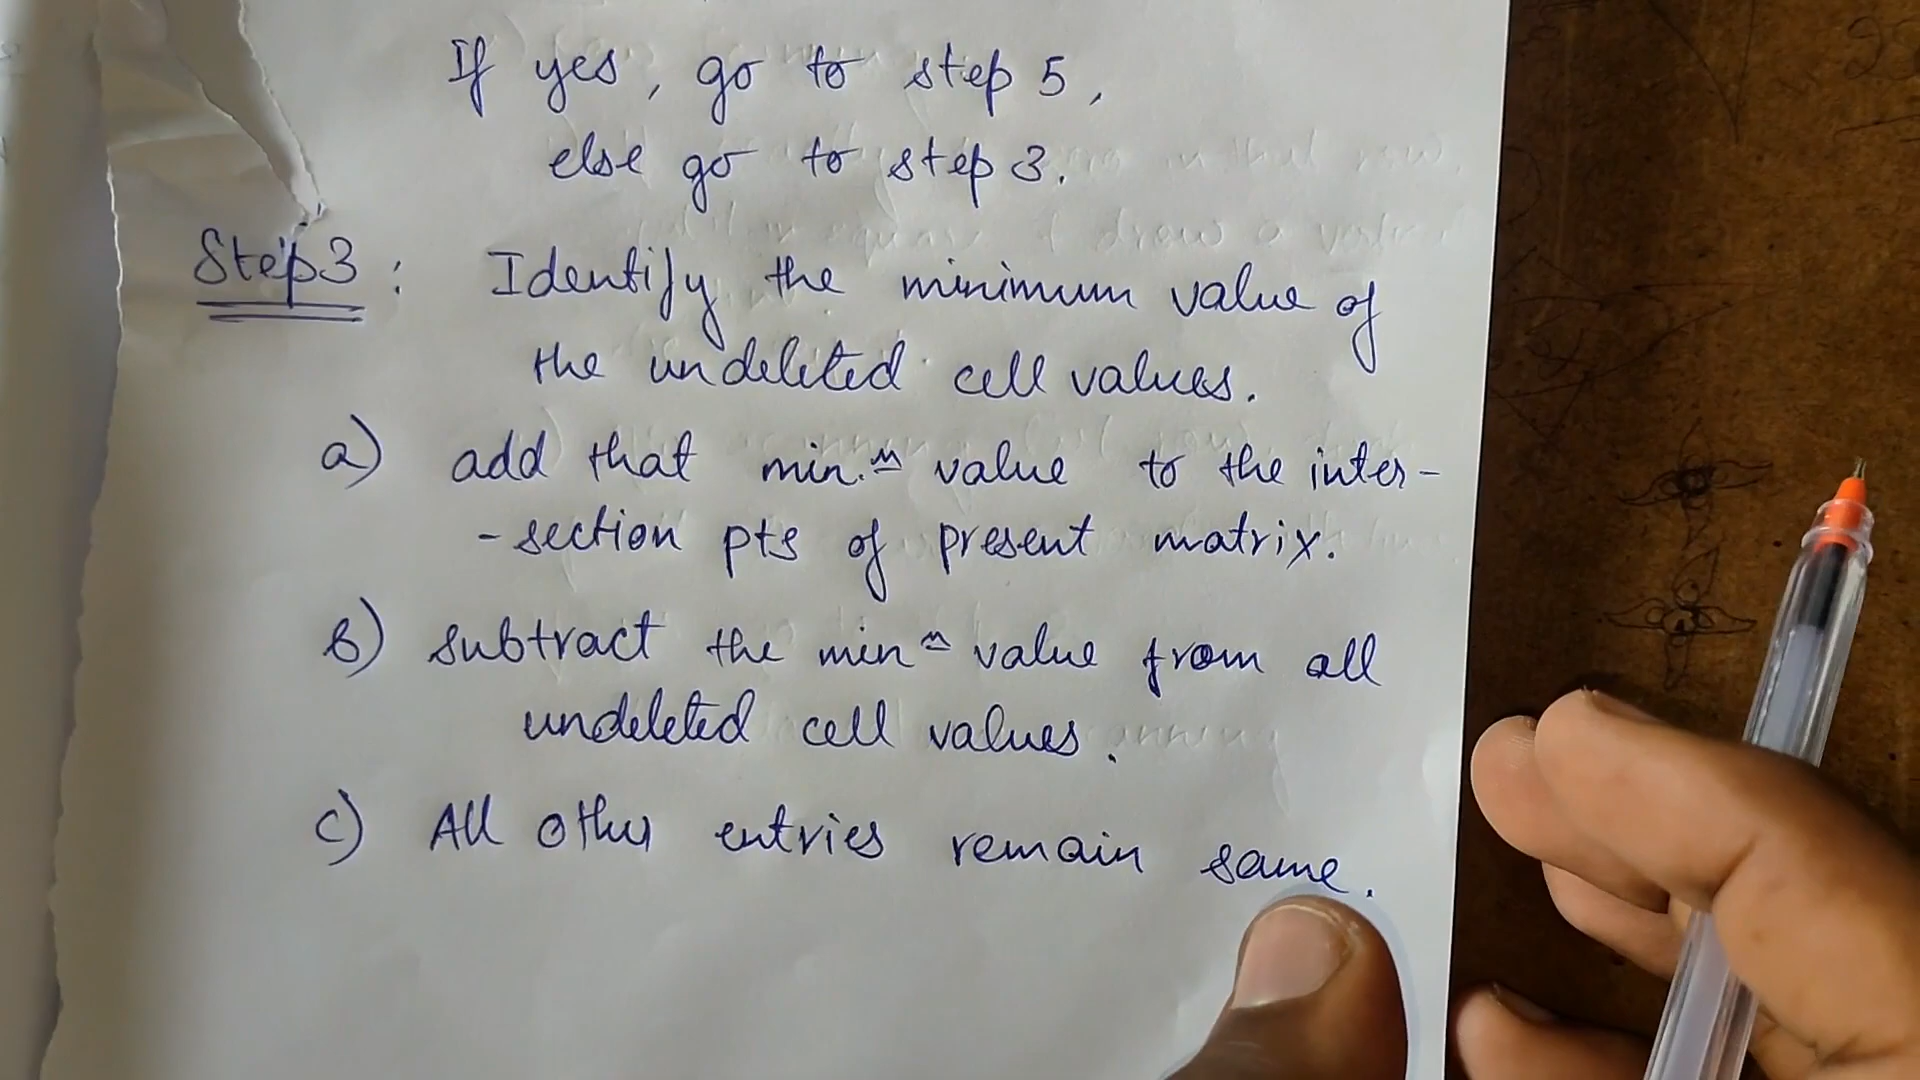 If yes, go to step 5,
else go to step 3.
Step 3 : Identify the minimum value of
the undeleted cell values.
a) add that min.m value to the inter-
-section pts of present matrix.
b) subtract the minm value from all
undeleted cell values.
c) All other entries remain same.